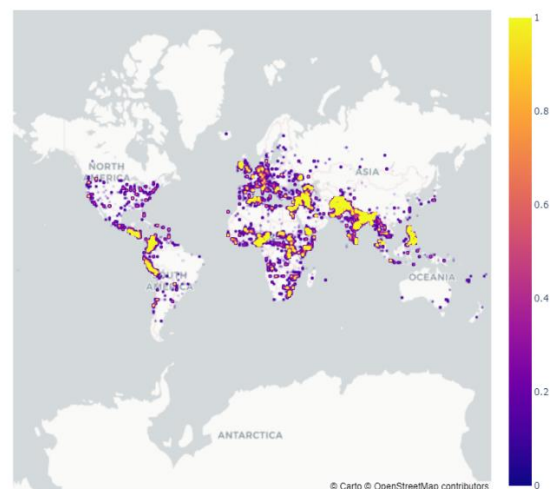 NORTH
AMERICA
ASIA
SOUTH
AMERICA
OCEANIA
ANTARCTICA
© Carto © OpenStreetMap contributors
1
0.8
0.6
0.4
0.2
0